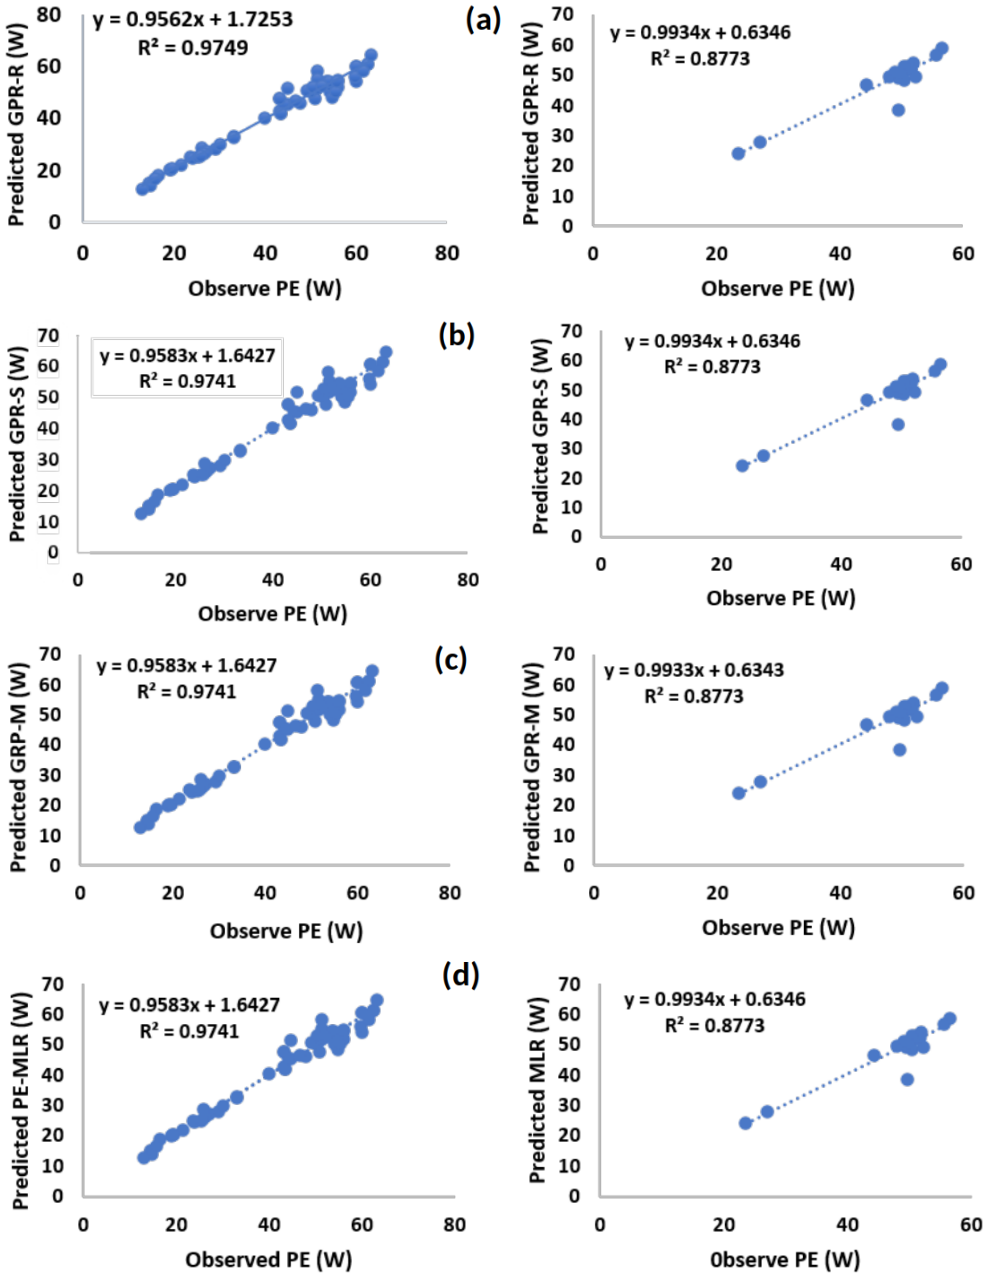 (a)
Predicted GPR-R (W)
y = 0.9562x + 1.7253
R² = 0.9749
80
60
40
20
0
0 20 40 60 80
Observe PE (W)
Predicted GPR-R (W)
y = 0.9934x + 0.6346
R² = 0.8773
70
60
50
40
30
20
10
0
0 20 40 60
Observe PE (W)
(b)
Predicted GPR-S (W)
y = 0.9583x + 1.6427
R² = 0.9741
70
60
50
40
30
20
10
0
0 20 40 60 80
Observe PE (W)
Predicted GPR-S (W)
y = 0.9934x + 0.6346
R² = 0.8773
70
60
50
40
30
20
10
0
0 20 40 60
Observe PE (W)
(c)
Predicted GRP-M (W)
y = 0.9583x + 1.6427
R² = 0.9741
70
60
50
40
30
20
10
0
0 20 40 60 80
Observe PE (W)
Predicted GPR-M (W)
y = 0.9933x + 0.6343
R² = 0.8773
70
60
50
40
30
20
10
0
0 20 40 60
Observe PE (W)
(d)
Predicted PE-MLR (W)
y = 0.9583x + 1.6427
R² = 0.9741
70
60
50
40
30
20
10
0
0 20 40 60 80
Observed PE (W)
Predicted MLR (W)
y = 0.9934x + 0.6346
R² = 0.8773
70
60
50
40
30
20
10
0
0 20 40 60
0bserve PE (W)